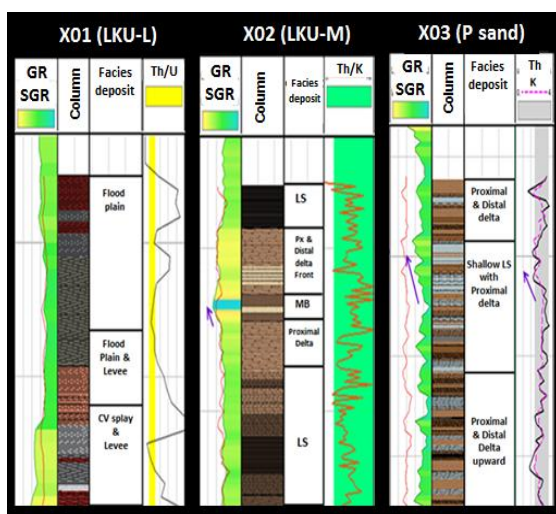 X01 (LKU-L)
GR
SGR
Column
Facies
deposit
Th/U
Flood
plain
Flood
Plain &
Levee
CV splay
&
Levee
X02 (LKU-M)
GR
SGR
Column
Facies
deposit
Th/K
LS
Px &
Distal
delta
Front
MB
Proximal
Delta
LS
X03 (P sand)
GR
SGR
Column
Facies
deposit
Th
K
Proximal
& Distal
delta
Shallow LS
with
Proximal
delta
Proximal
& Distal
Delta
upward